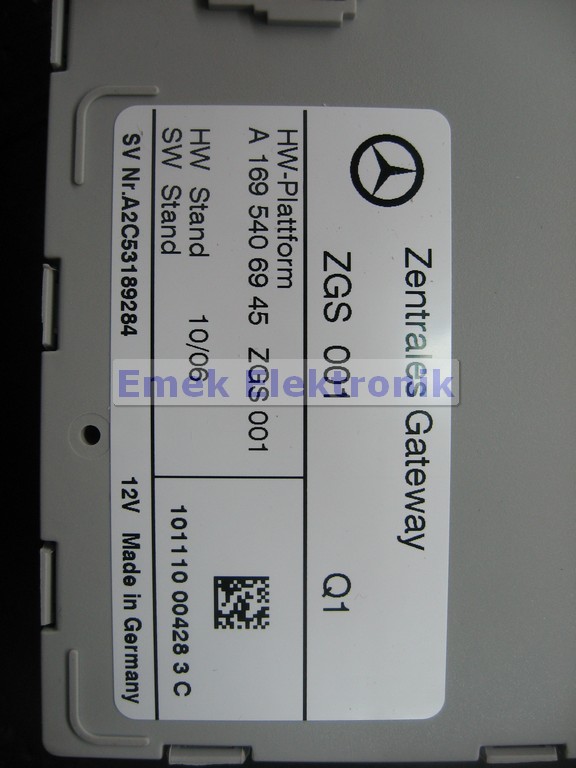 Zentrales Gateway
ZGS 001 Q1
HW-Plattform
A 169 540 69 45 ZGS 001
HW Stand 10/06
SW Stand
101110 00428 3 C
SV Nr.A2C53189284 12V Made in Germany
Emek Elektronik